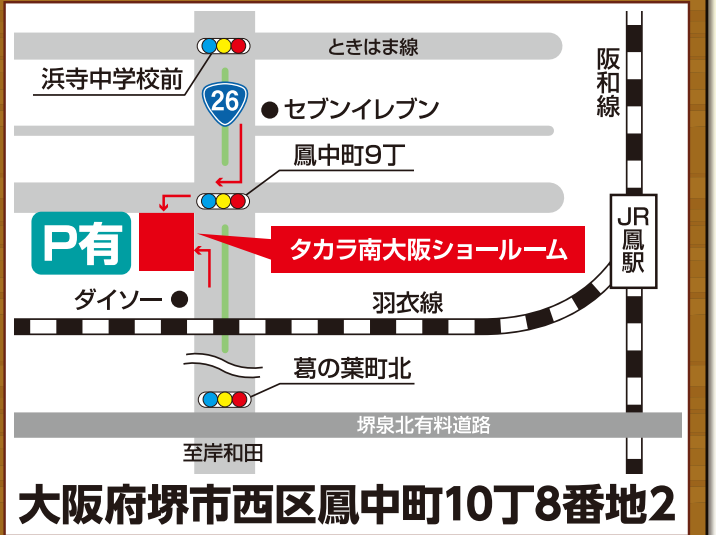 ときはま線
浜寺中学校前
阪和線
26
セブンイレブン
鳳中町9丁
JR鳳駅
P有
タカラ南大阪ショールーム
ダイソー
羽衣線
葛の葉町北
堺泉北有料道路
至岸和田
大阪府堺市西区鳳中町10丁8番地2